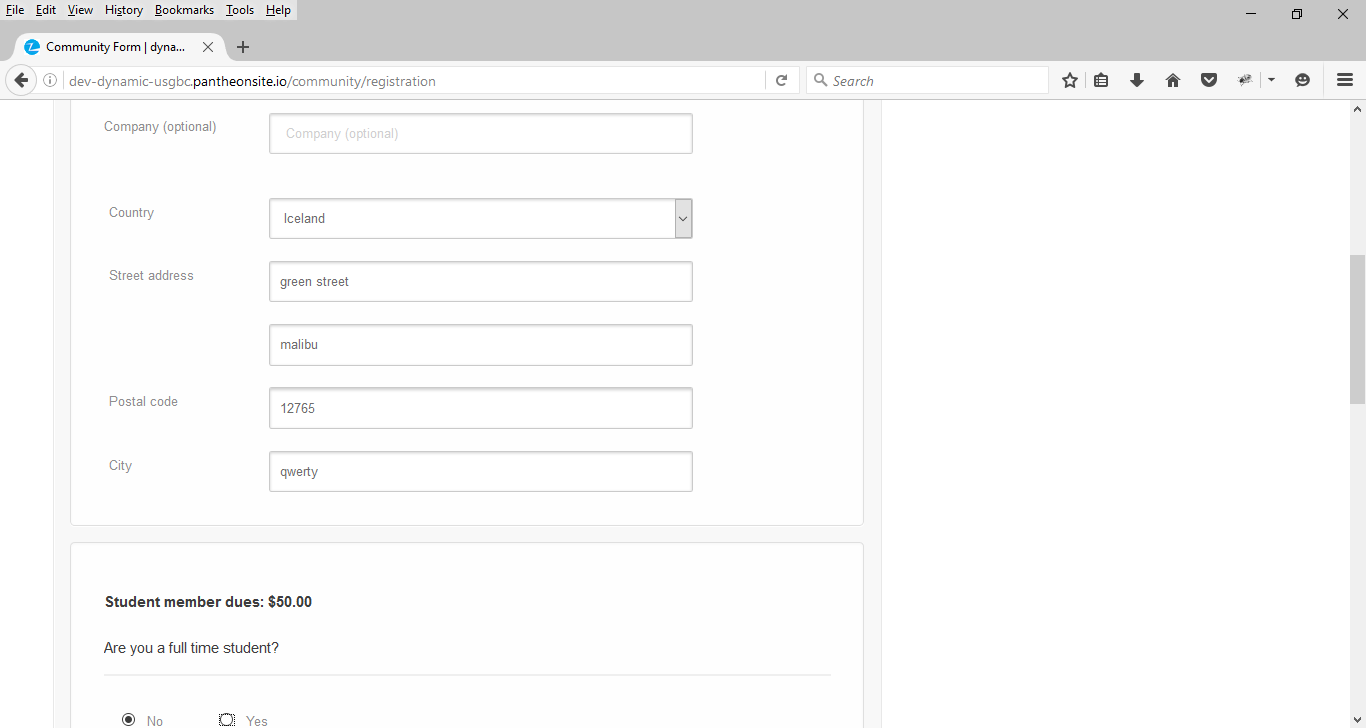 File Edit View History Bookmarks Tools Help
Community Form | dyna...
dev-dynamic-usgbc.pantheonsite.io/community/registration
Search
Company (optional)
Company (optional)
Country
Iceland
Street address
green street
malibu
Postal code
12765
City
qwerty
Student member dues: $50.00
Are you a full time student?
No Yes